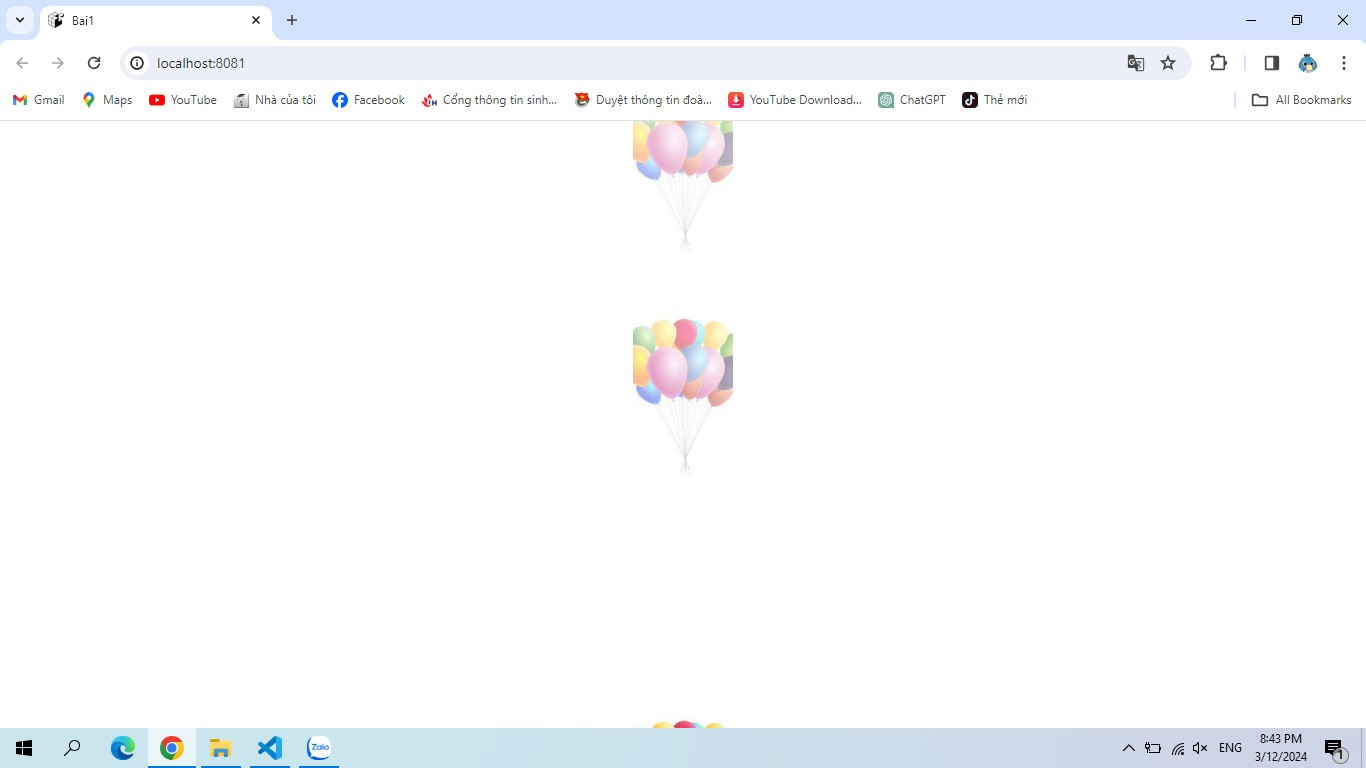 Bai1
localhost:8081
Gmail
Maps
YouTube
Nhà của tôi
Facebook
Cổng thông tin sinh...
Duyệt thông tin đoà...
YouTube Download...
ChatGPT
Thẻ mới
All Bookmarks
Zalo
ENG
8:43 PM
3/12/2024
1